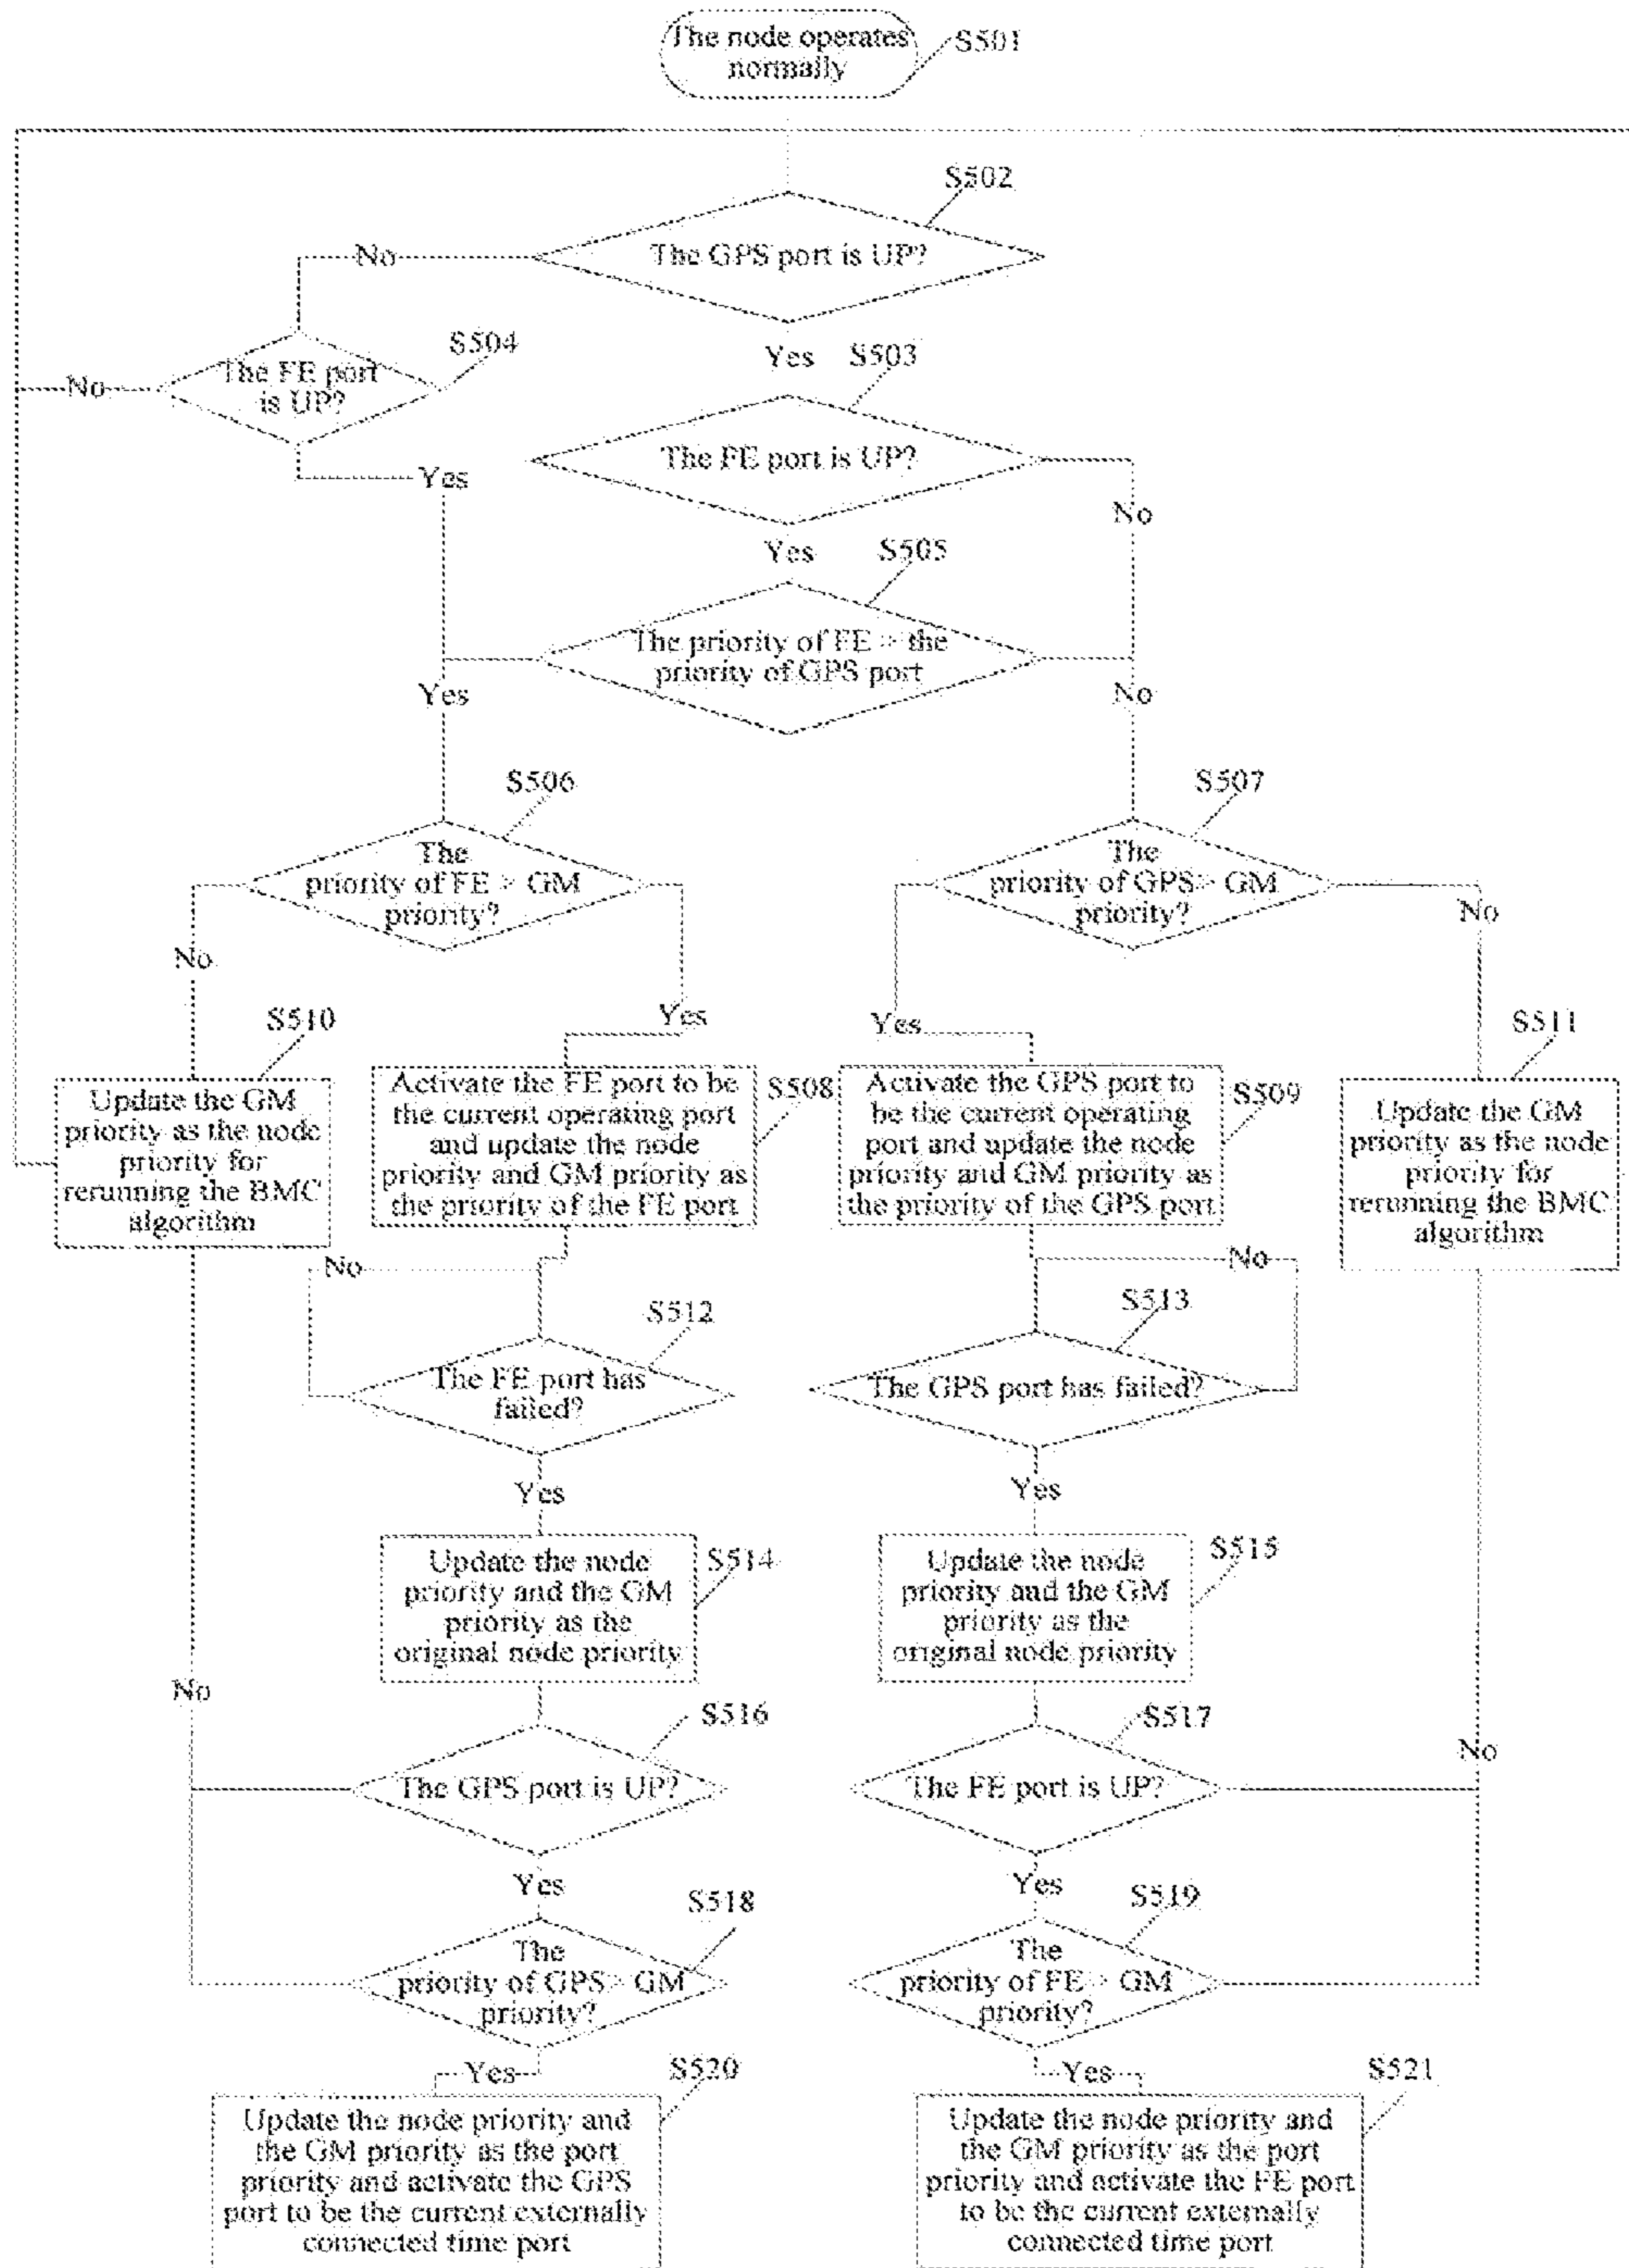 The node operates
normally
S501
S502
No
The GPS port is UP?
S504
Yes
S503
No
The FE port
is UP?
The FE port is UP?
Yes
No
Yes
S505
The priority of FE > the
priority of GPS port
Yes
No
S506
S507
The
priority of FE > GM
priority?
The
priority of GPS > GM
priority?
No
No
Yes
Yes
S510
S511
Update the GM
priority as the node
priority for
rerunning the BMC
algorithm
Activate the FE port to be
the current operating port
and update the node
priority and GM priority as
the priority of the FE port
S508
Activate the GPS port to
be the current operating
port and update the node
priority and GM priority as
the priority of the GPS port
S509
Update the GM
priority as the node
priority for
rerunning the BMC
algorithm
No
No
S512
S513
The FE port has
failed?
The GPS port has failed?
Yes
Yes
Update the node
priority and the GM
priority as the
original node priority
S514
Update the node
priority and the GM
priority as the
original node priority
S515
No
S516
S517
No
The GPS port is UP?
The FE port is UP?
Yes
S518
Yes
S519
The
priority of GPS > GM
priority?
The
priority of FE > GM
priority?
Yes
S520
Yes
S521
Update the node priority and
the GM priority as the port
priority and activate the GPS
port to be the current externally
connected time port
Update the node priority and
the GM priority as the port
priority and activate the FE port
to be the current externally
connected time port